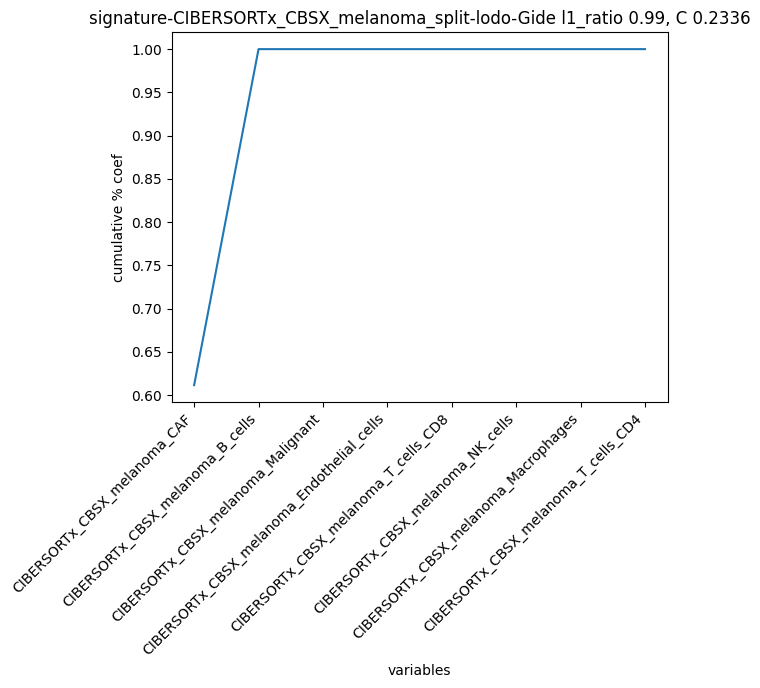 signature-CIBERSORTx_CBSX_melanoma_split-lodo-Gide l1_ratio 0.99, C 0.2336
1.00
0.95
0.90
0.85
0.80
0.75
0.70
0.65
0.60
cumulative % coef
CIBERSORTx_CBSX_melanoma_CAF
CIBERSORTx_CBSX_melanoma_B_cells
CIBERSORTx_CBSX_melanoma_Malignant
CIBERSORTx_CBSX_melanoma_Endothelial_cells
CIBERSORTx_CBSX_melanoma_T_cells_CD8
CIBERSORTx_CBSX_melanoma_NK_cells
CIBERSORTx_CBSX_melanoma_Macrophages
CIBERSORTx_CBSX_melanoma_T_cells_CD4
variables